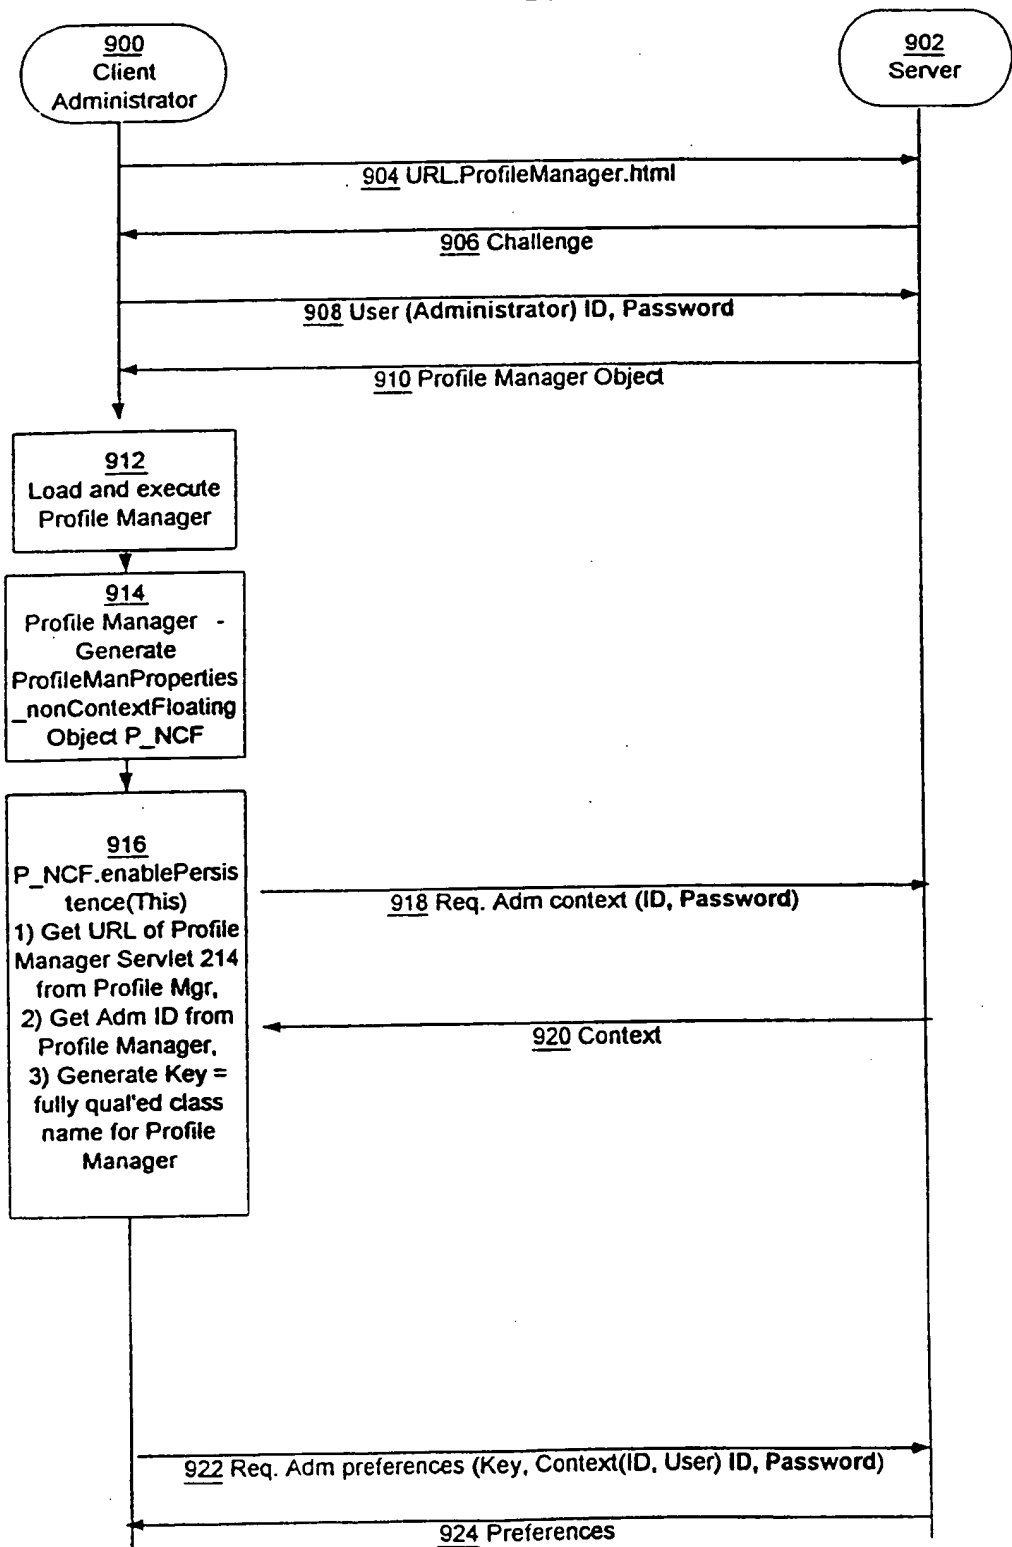 900
Client
Administrator
902
Server
904 URL.ProfileManager.html
906 Challenge
908 User (Administrator) ID, Password
910 Profile Manager Object
912
Load and execute
Profile Manager
914
Profile Manager -
Generate
ProfileManProperties
_nonContextFloating
Object P_NCF
916
P_NCF.enablePersis
tence(This)
1) Get URL of Profile
Manager Servlet 214
from Profile Mgr,
2) Get Adm ID from
Profile Manager,
3) Generate Key =
fully qual'ed class
name for Profile
Manager
918 Req. Adm context (ID, Password)
920 Context
922 Req. Adm preferences (Key, Context(ID, User) ID, Password)
924 Preferences